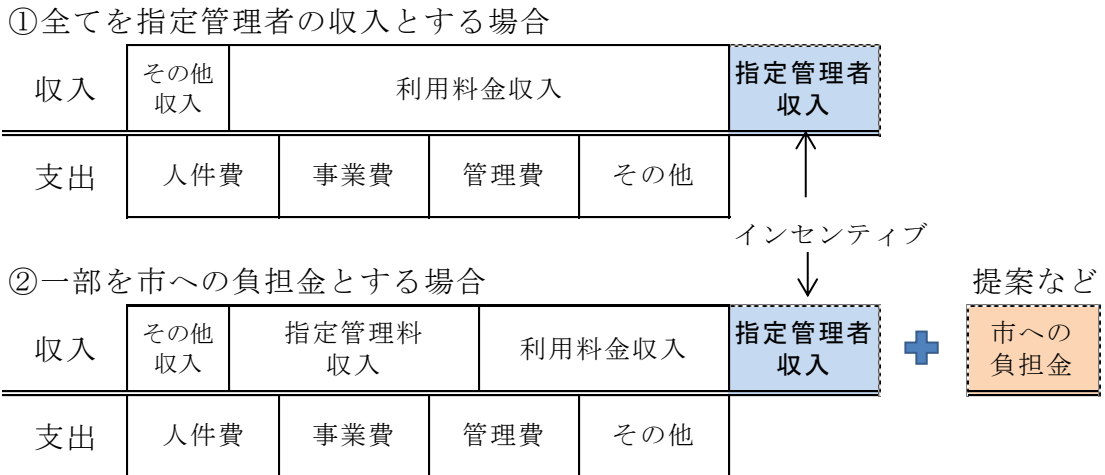 ①全てを指定管理者の収入とする場合
収入
その他
収入
利用料金収入
指定管理者
収入
支出
人件費
事業費
管理費
その他
インセンティブ
②一部を市への負担金とする場合
提案など
収入
その他
収入
指定管理料
収入
利用料金収入
指定管理者
収入
市への
負担金
支出
人件費
事業費
管理費
その他